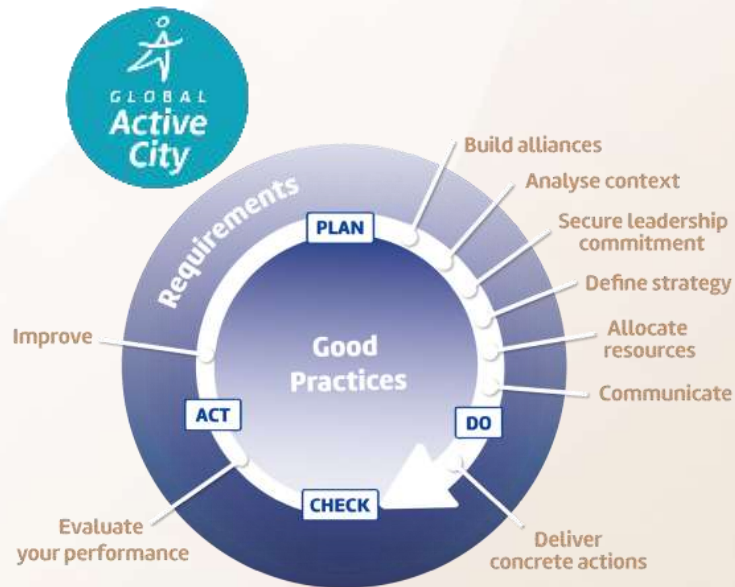 GLOBAL
Active
City
Requirements
PLAN
Build alliances
Analyse context
Secure leadership
commitment
Define strategy
Allocate
resources
Communicate
DO
Deliver
concrete actions
CHECK
Evaluate
your performance
ACT
Improve
Good
Practices